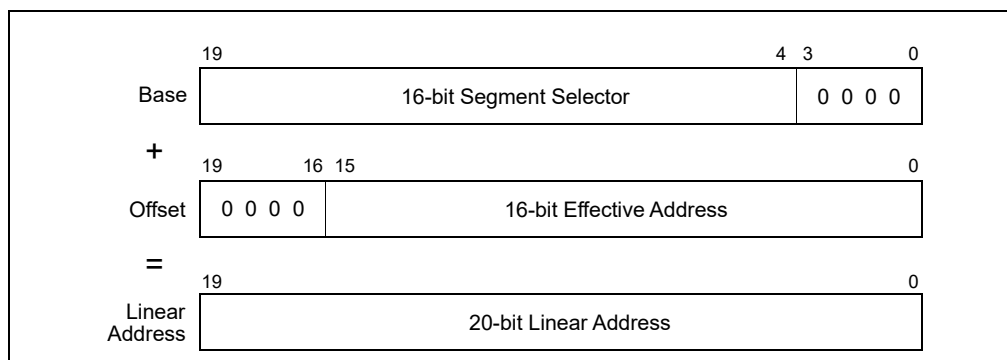 19 4 3 0
Base 16-bit Segment Selector 0 0 0 0
+
19 16 15 0
Offset 0 0 0 0 16-bit Effective Address
=
19 0
Linear
Address 20-bit Linear Address